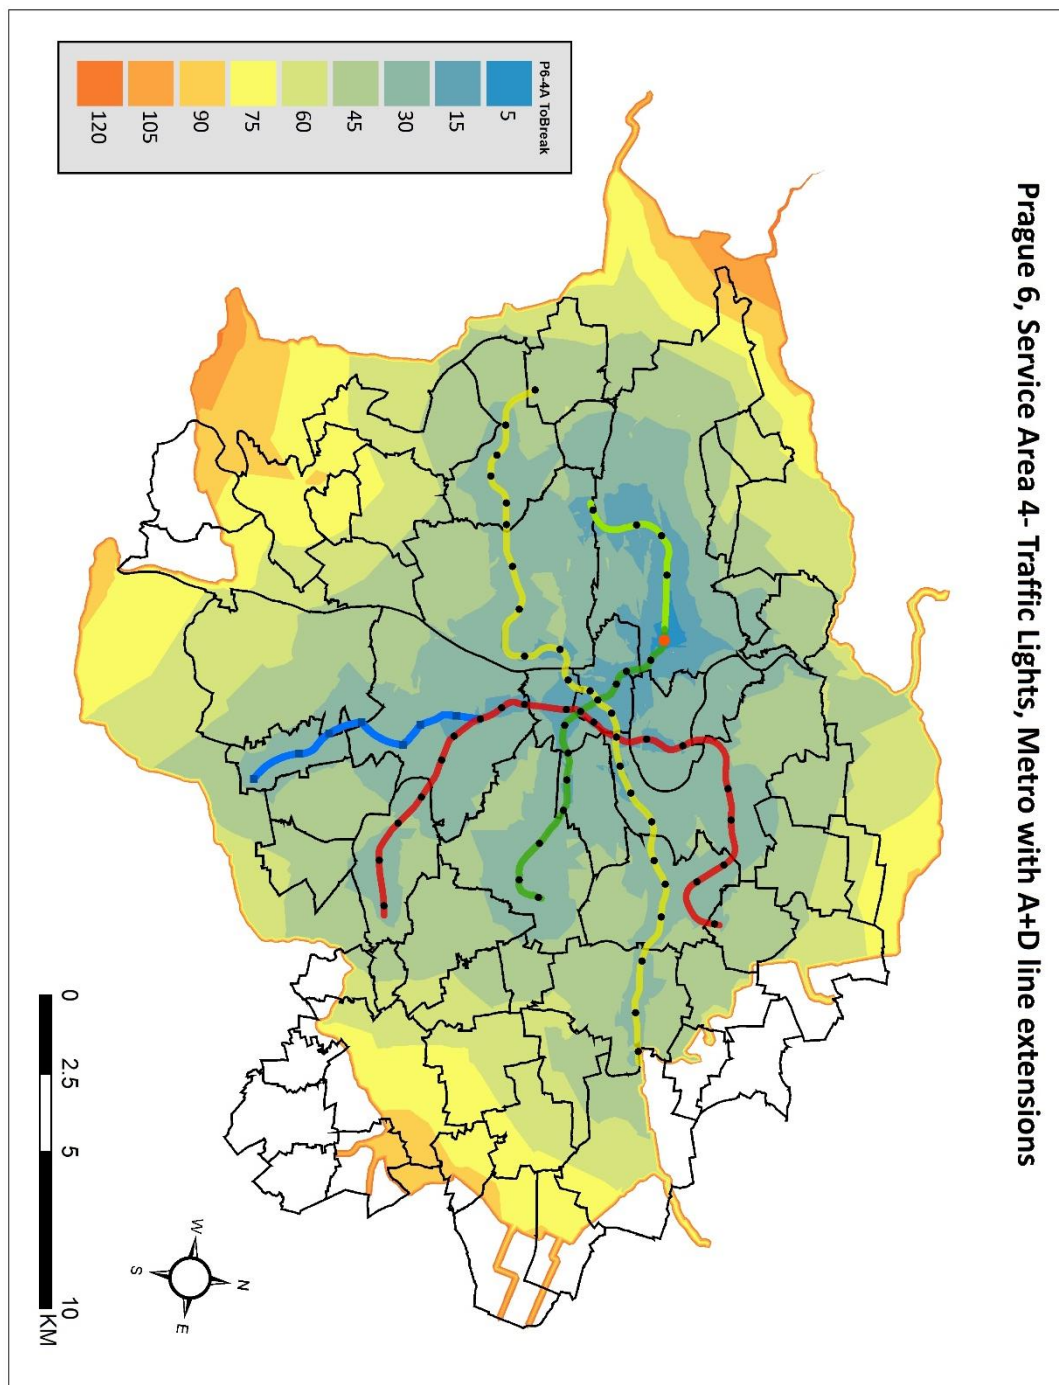 Prague 6, Service Area 4- Traffic Lights, Metro with A+D line extensions
P6-4A ToBreak
5
15
30
45
60
75
90
105
120
0
2.5
5
10
KM
N
W
E
S